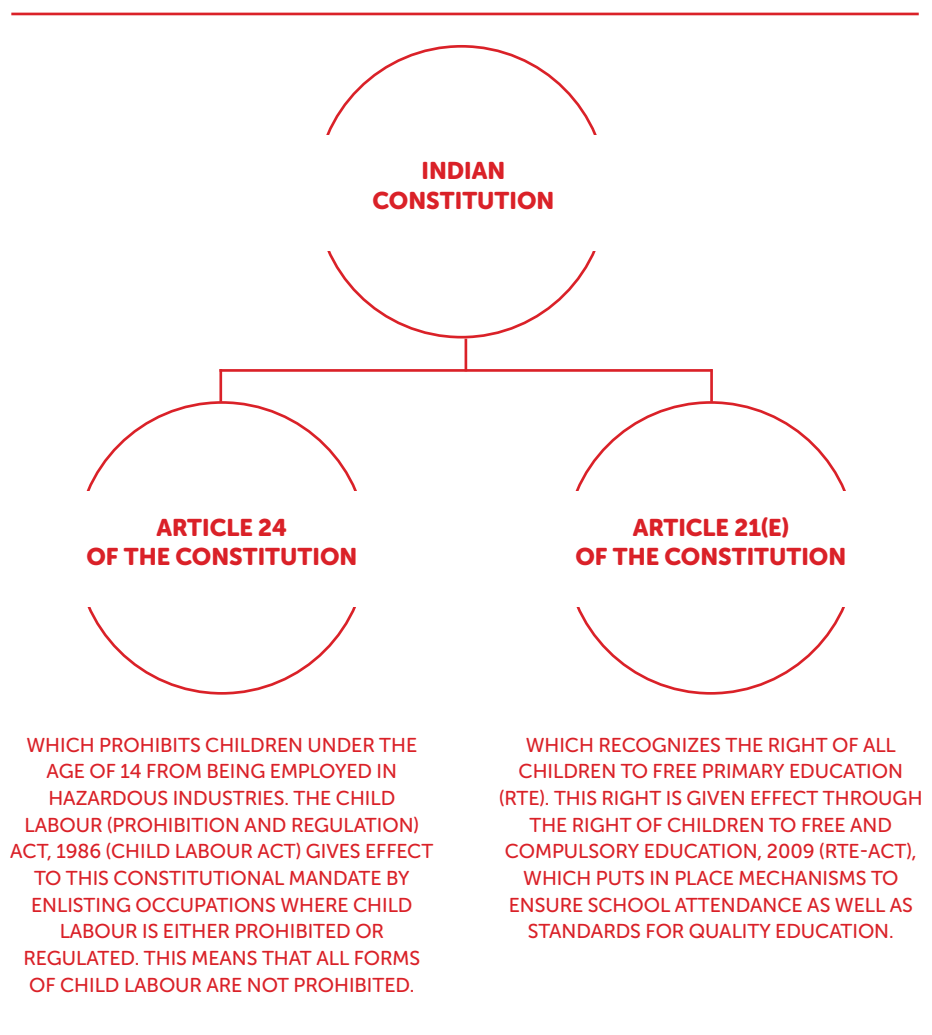 INDIAN
CONSTITUTION
ARTICLE 24
OF THE CONSTITUTION
WHICH PROHIBITS CHILDREN UNDER THE
AGE OF 14 FROM BEING EMPLOYED IN
HAZARDOUS INDUSTRIES. THE CHILD
LABOUR (PROHIBITION AND REGULATION)
ACT, 1986 (CHILD LABOUR ACT) GIVES EFFECT
TO THIS CONSTITUTIONAL MANDATE BY
ENLISTING OCCUPATIONS WHERE CHILD
LABOUR IS EITHER PROHIBITED OR
REGULATED. THIS MEANS THAT ALL FORMS
OF CHILD LABOUR ARE NOT PROHIBITED.
ARTICLE 21(E)
OF THE CONSTITUTION
WHICH RECOGNIZES THE RIGHT OF ALL
CHILDREN TO FREE PRIMARY EDUCATION
(RTE). THIS RIGHT IS GIVEN EFFECT THROUGH
THE RIGHT OF CHILDREN TO FREE AND
COMPULSORY EDUCATION, 2009 (RTE-ACT),
WHICH PUTS IN PLACE MECHANISMS TO
ENSURE SCHOOL ATTENDANCE AS WELL AS
STANDARDS FOR QUALITY EDUCATION.